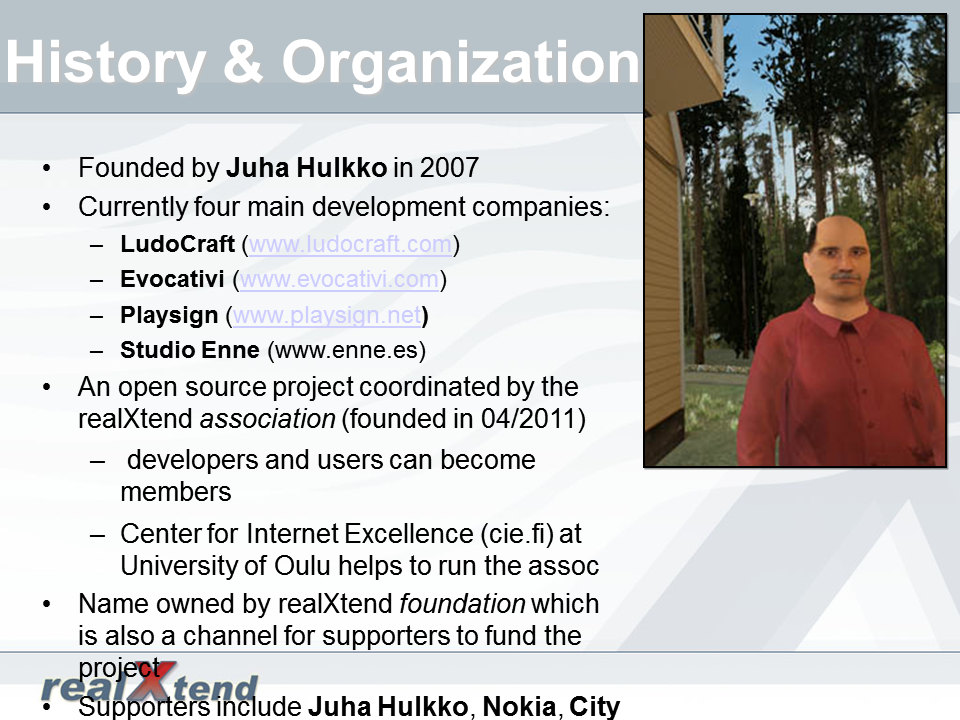 History & Organization
• Founded by Juha Hulkko in 2007
• Currently four main development companies:
– LudoCraft (www.ludocraft.com)
– Evocativi (www.evocativi.com)
– Playsign (www.playsign.net)
– Studio Enne (www.enne.es)
• An open source project coordinated by the
realXtend association (founded in 04/2011)
– developers and users can become
members
– Center for Internet Excellence (cie.fi) at
University of Oulu helps to run the assoc
• Name owned by realXtend foundation which
is also a channel for supporters to fund the
project
realXtend
• Supporters include Juha Hulkko, Nokia, City